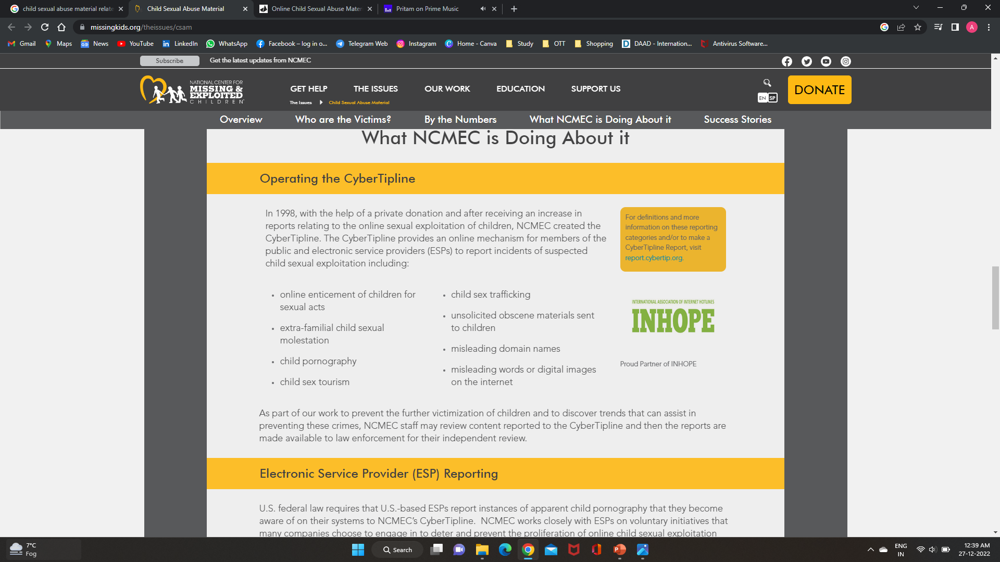 child sexual abuse material relate
Child Sexual Abuse Material
Online Child Sexual Abuse Mater
Pritam on Prime Music
missingkids.org/theissues/csam
A
Gmail
Maps
News
YouTube
LinkedIn
WhatsApp
Facebook – log in o...
Telegram Web
Instagram
Home - Canva
Study
OTT
Shopping
DAAD - Internation...
Antivirus Software...
Subscribe
Get the latest updates from NCMEC
NATIONAL CENTER FOR
MISSING &
EXPLOITED
CHILDREN
GET HELP
THE ISSUES
OUR WORK
EDUCATION
SUPPORT US
The Issues
Child Sexual Abuse Material
EN SP
DONATE
Overview
Who are the Victims?
By the Numbers
What NCMEC is Doing About it
Success Stories
What NCMEC is Doing About it
Operating the CyberTipline
In 1998, with the help of a private donation and after receiving an increase in
reports relating to the online sexual exploitation of children, NCMEC created the
CyberTipline. The CyberTipline provides an online mechanism for members of the
public and electronic service providers (ESPs) to report incidents of suspected
child sexual exploitation including:
• online enticement of children for
sexual acts
• extra-familial child sexual
molestation
• child pornography
• child sex tourism
• child sex trafficking
• unsolicited obscene materials sent
to children
• misleading domain names
• misleading words or digital images
on the internet
For definitions and more
information on these reporting
categories and/or to make a
CyberTipline Report, visit
report.cybertip.org.
INTERNATIONAL ASSOCIATION OF INTERNET HOTLINES
INHOPE
Proud Partner of INHOPE
As part of our work to prevent the further victimization of children and to discover trends that can assist in
preventing these crimes, NCMEC staff may review content reported to the CyberTipline and then the reports are
made available to law enforcement for their independent review.
Electronic Service Provider (ESP) Reporting
U.S. federal law requires that U.S.-based ESPs report instances of apparent child pornography that they become
aware of on their systems to NCMEC's CyberTipline. NCMEC works closely with ESPs on voluntary initiatives that
many companies choose to engage in to deter and prevent the proliferation of online child sexual exploitation
7°C
Fog
Search
ENG
IN
12:39 AM
27-12-2022